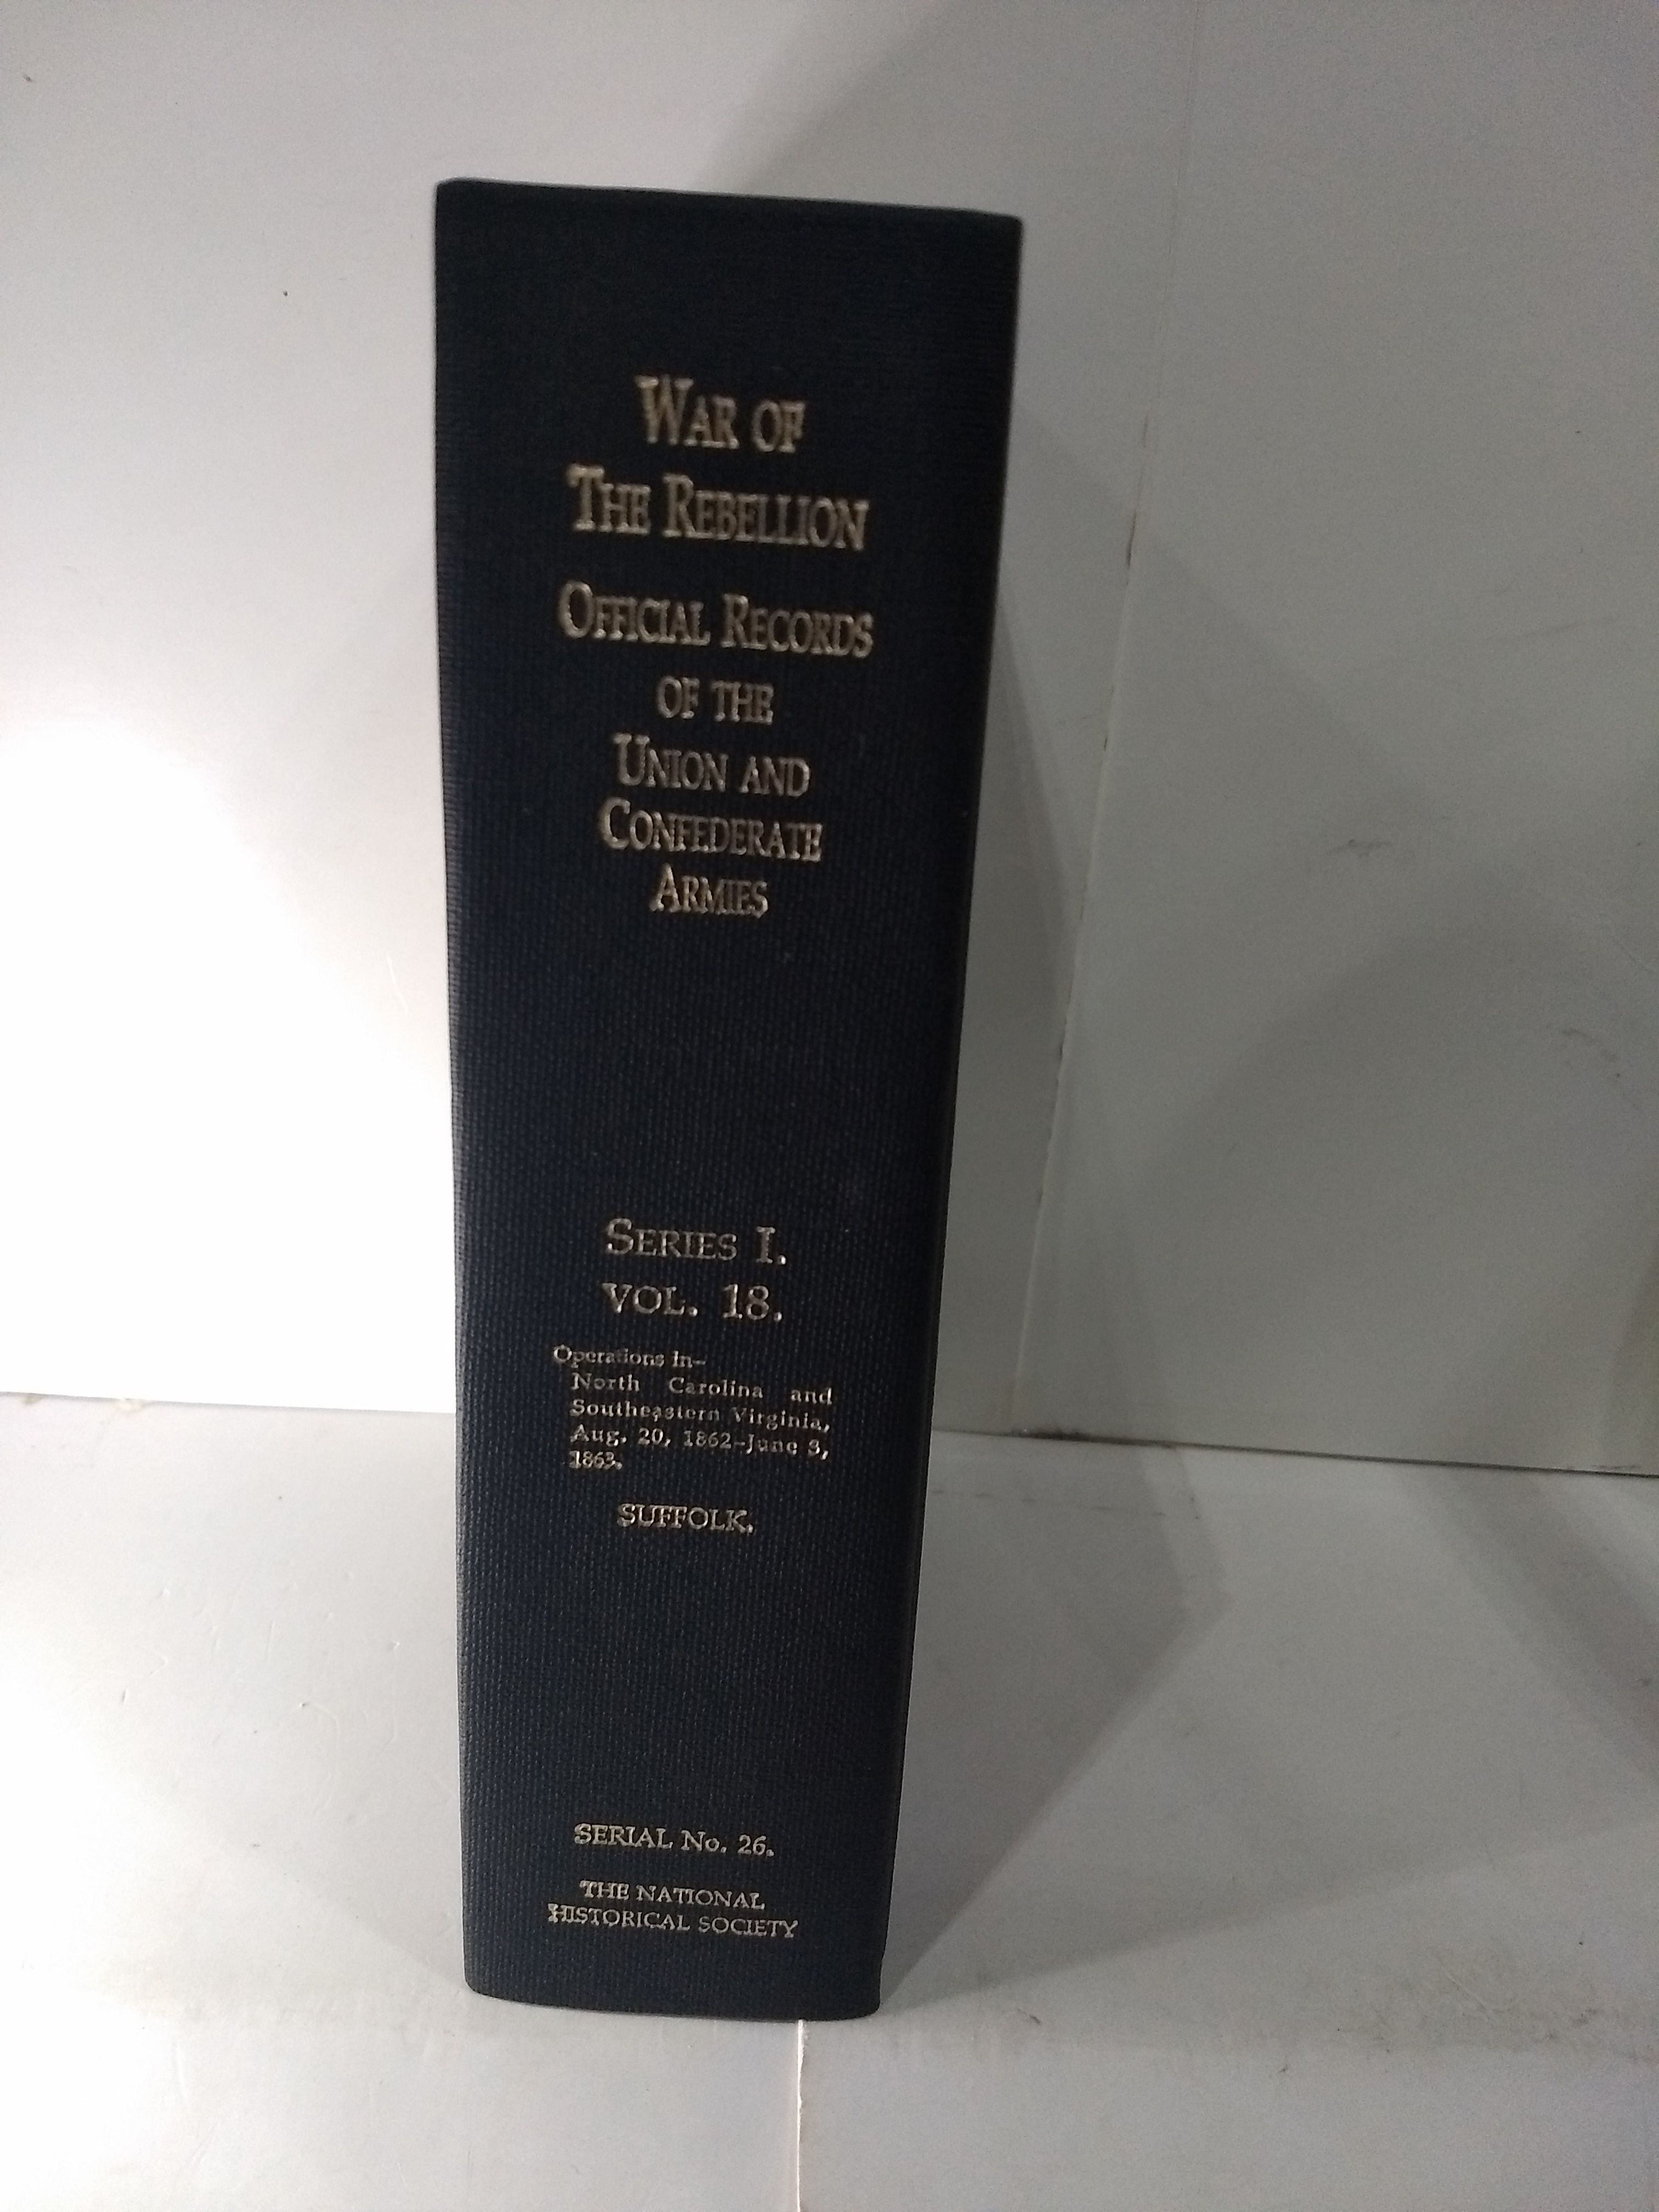 WAR OF
THE REBELLION
OFFICIAL RECORDS
OF THE
UNION AND
CONFEDERATE
ARMIES
SERIES I.
VOL. 18.
Operations in-
North Carolina and
Southeastern Virginia,
Aug. 20, 1862-June 3,
1863.
SUFFOLK.
SERIAL No. 26.
THE NATIONAL
HISTORICAL SOCIETY